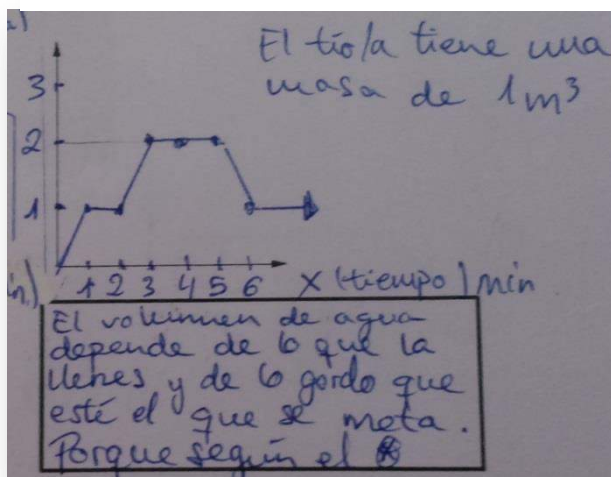 a)
El tío/a tiene una
masa de 1m³
3
2
1
1 2 3 4 5 6 X (tiempo) min
El volumnen de agua
depende de lo que la
llenes y de lo gordo que
esté el que se meta.
Porque según el